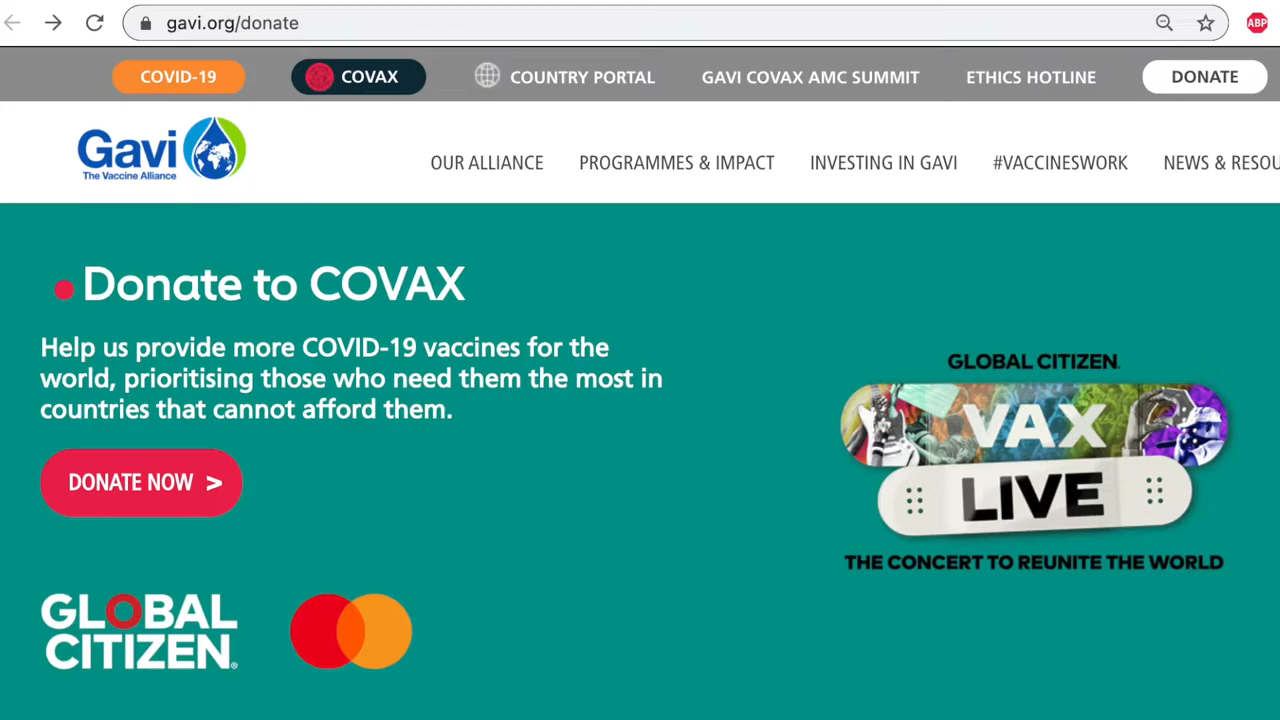 gavi.org/donate
ABP
COVID-19
COVAX
COUNTRY PORTAL
GAVI COVAX AMC SUMMIT
ETHICS HOTLINE
DONATE
Gavi
The Vaccine Alliance
OUR ALLIANCE
PROGRAMMES & IMPACT
INVESTING IN GAVI
#VACCINESWORK
NEWS & RESOU
Donate to COVAX
Help us provide more COVID-19 vaccines for the
world, prioritising those who need them the most in
countries that cannot afford them.
DONATE NOW >
GLOBAL CITIZEN.
VAX
LIVE
THE CONCERT TO REUNITE THE WORLD
GLOBAL
CITIZEN®